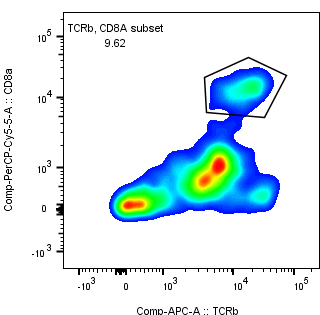 TCRb, CD8A subset
9.62
10^5
10^4
10^3
0
-10^3
Comp-PerCP-Cy5-5-A :: CD8a
-10^3 0 10^3 10^4 10^5
Comp-APC-A :: TCRb